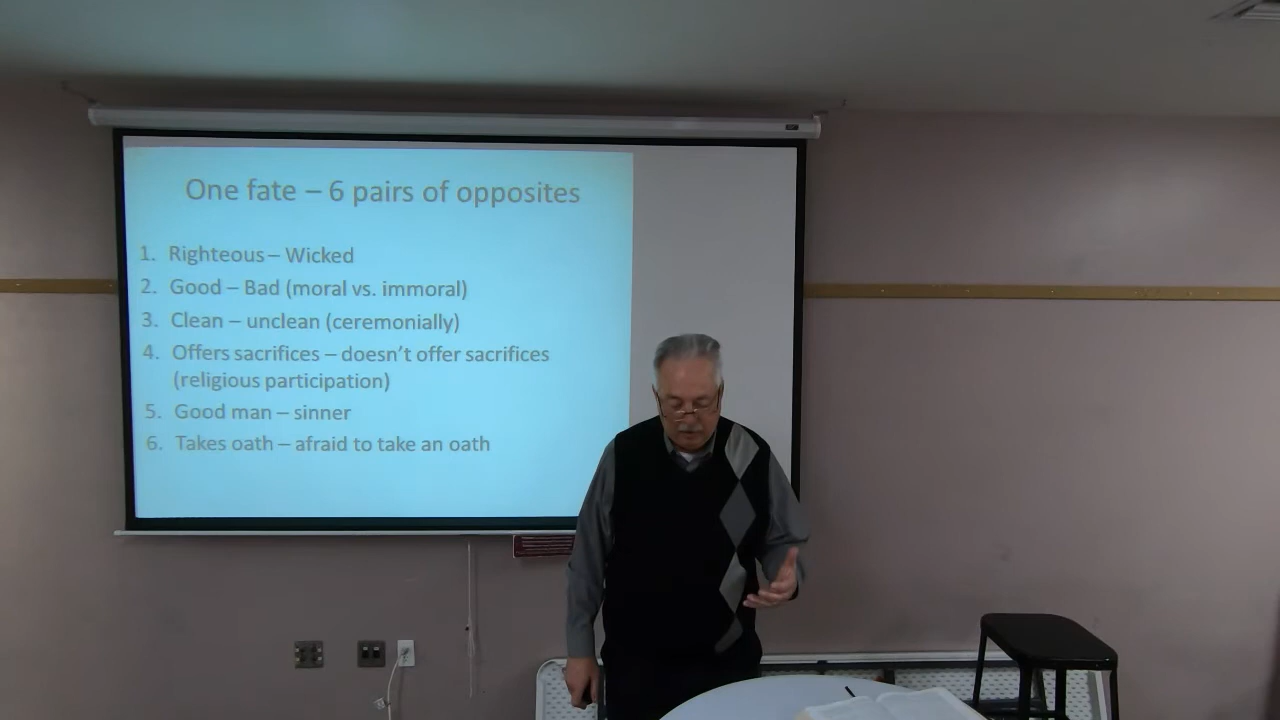 One fate – 6 pairs of opposites
1. Righteous – Wicked
2. Good – Bad (moral vs. immoral)
3. Clean – unclean (ceremonially)
4. Offers sacrifices – doesn't offer sacrifices
(religious participation)
5. Good man – sinner
6. Takes oath – afraid to take an oath